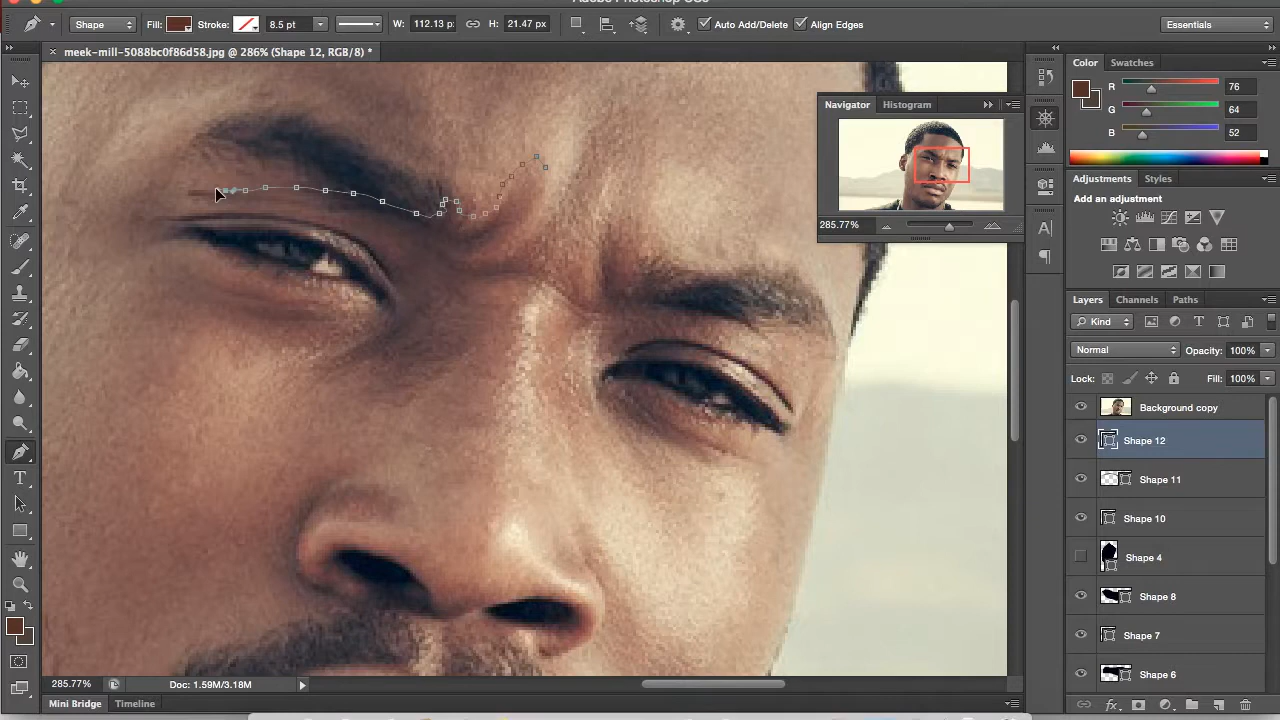 Adobe Photoshop CS6
Shape Fill: Stroke: 8.5 pt W: 112.13 p: H: 21.47 px Auto Add/Delete Align Edges Essentials
meek-mill-5088bc0f86d58.jpg @ 286% (Shape 12, RGB/8) *
Color Swatches
R 76
G 64
B 52
Navigator Histogram
285.77%
Adjustments Styles
Add an adjustment
Layers Channels Paths
Kind
Normal Opacity: 100%
Lock: Fill: 100%
Background copy
Shape 12
Shape 11
Shape 10
Shape 4
Shape 8
Shape 7
Shape 6
285.77% Doc: 1.59M/3.18M
Mini Bridge Timeline